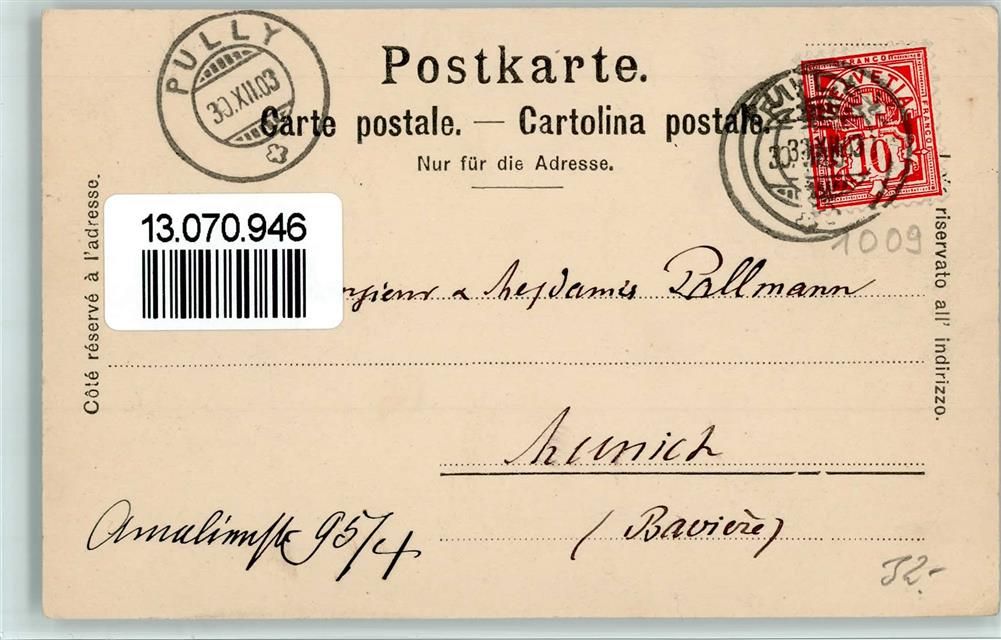 Postkarte.
Carte postale. — Cartolina postale.
Nur für die Adresse.
PULLY
30.XII.03
HELVETIA
FRANCO
10
1009
13.070.946
Côté réservé à l'adresse.
riservato all' indirizzo.
& Mesdames Pallmann
Munich
(Bavière)
Amalienstr 95/4
32.-